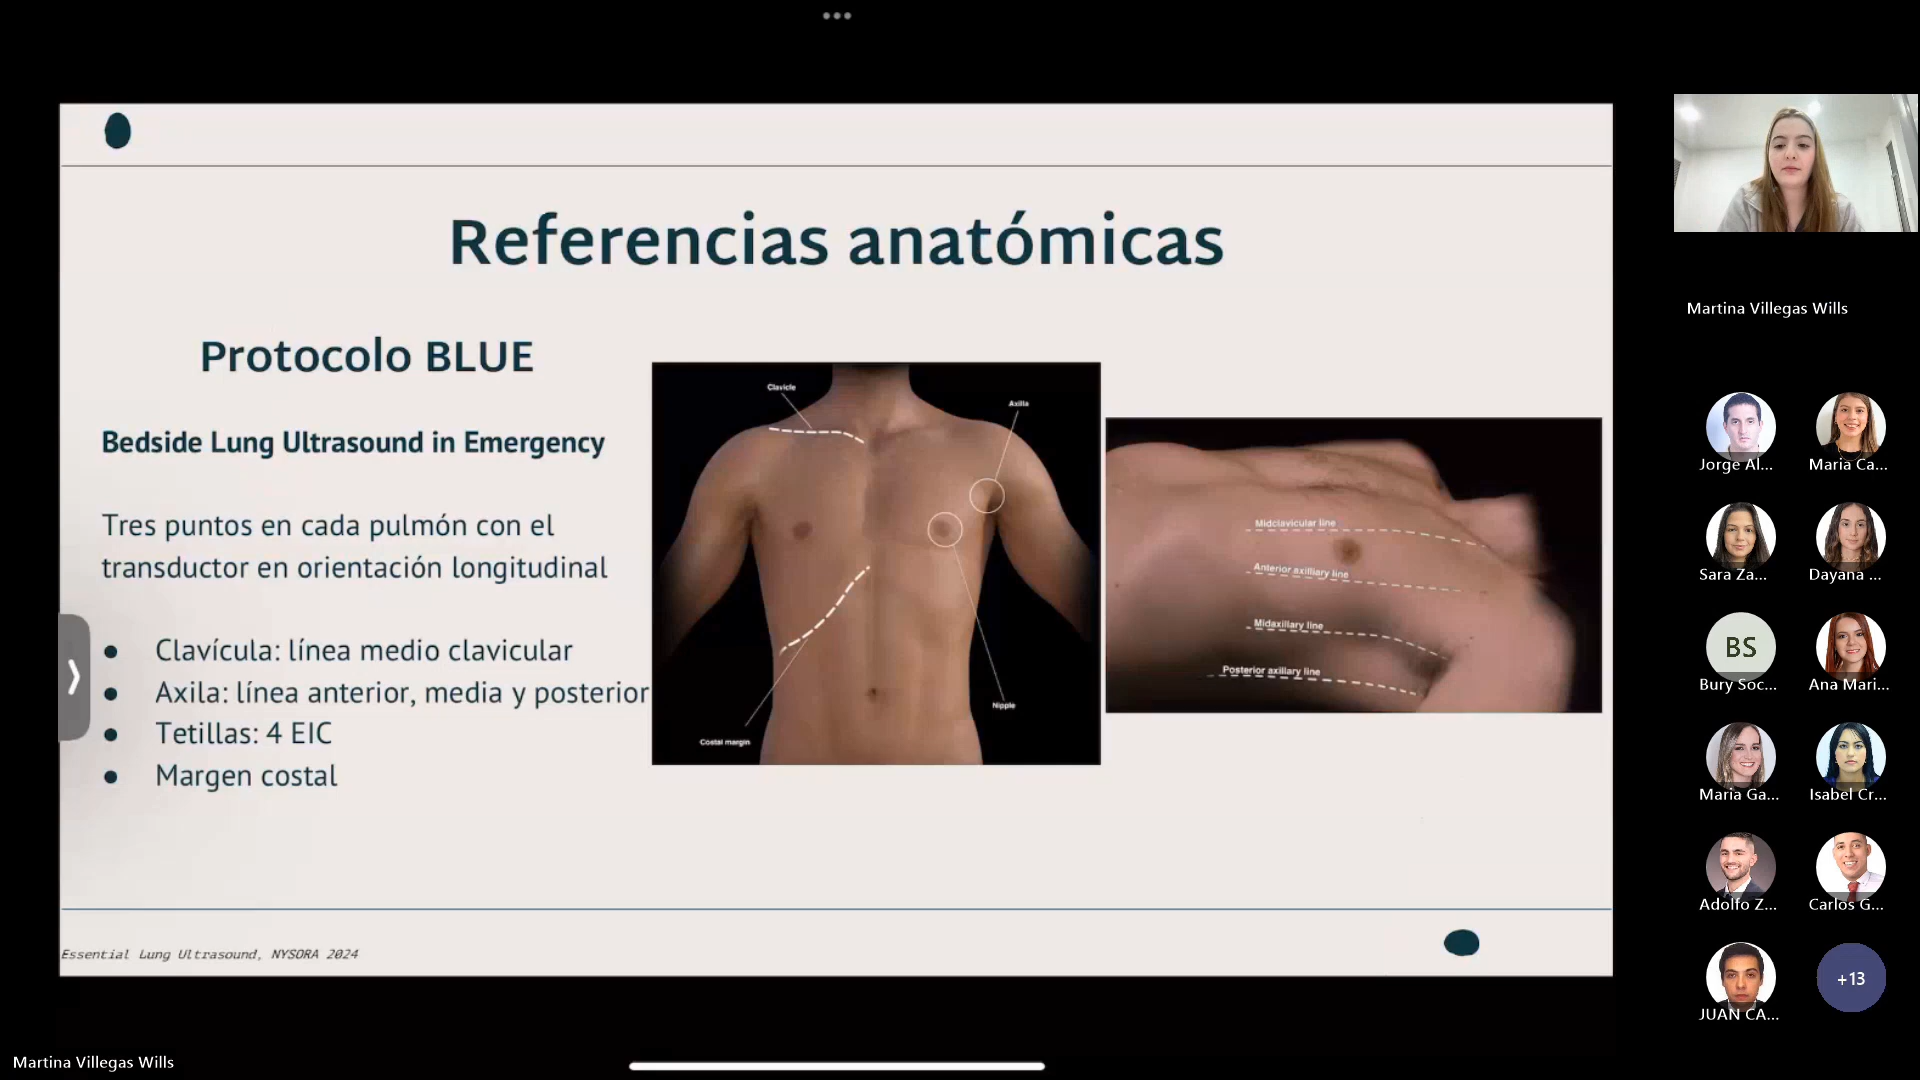 Referencias anatómicas
Protocolo BLUE
Bedside Lung Ultrasound in Emergency
Tres puntos en cada pulmón con el
transductor en orientación longitudinal
Clavícula: línea medio clavicular
Axila: línea anterior, media y posterior
Tetillas: 4 EIC
Margen costal
Clavicle
Axilla
Nipple
Costal margin
Midclavicular line
Anterior axilliary line
Midaxillary line
Posterior axillary line
Essential Lung Ultrasound, NYSORA 2024
Martina Villegas Wills
Jorge Al...
Maria Ca...
Sara Za...
Dayana ...
BS
Bury Soc...
Ana Mari...
Maria Ga...
Isabel Cr...
Adolfo Z...
Carlos G...
JUAN CA...
+13
Martina Villegas Wills